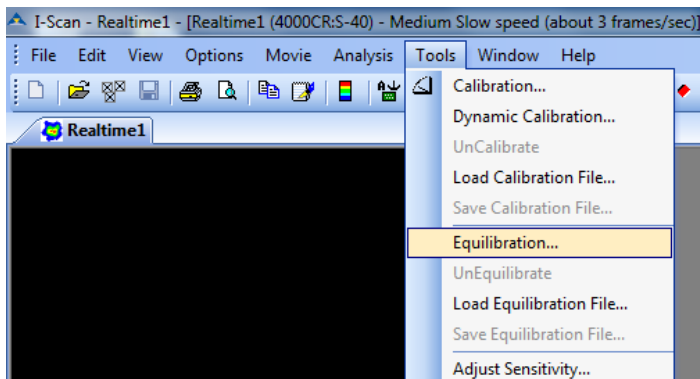 I-Scan - Realtime1 - [Realtime1 (4000CR:S-40) - Medium Slow speed (about 3 frames/sec)]
File Edit View Options Movie Analysis Tools Window Help
Realtime1
Calibration...
Dynamic Calibration...
UnCalibrate
Load Calibration File...
Save Calibration File...
Equilibration...
UnEquilibrate
Load Equilibration File...
Save Equilibration File...
Adjust Sensitivity...